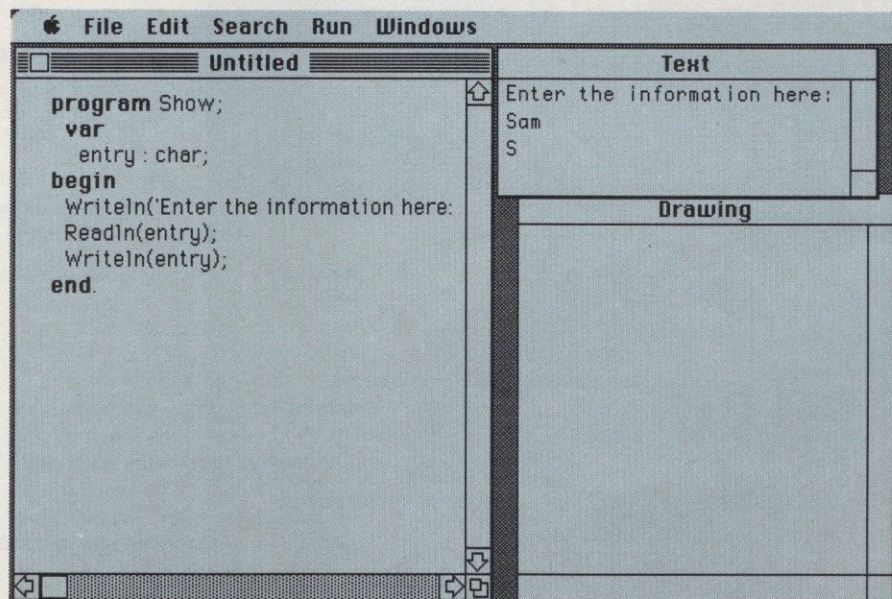 File Edit Search Run Windows
Untitled
program Show;
var
entry : char;
begin
Writeln('Enter the information here:
Readln(entry);
Writeln(entry);
end.
Text
Enter the information here:
Sam
S
Drawing